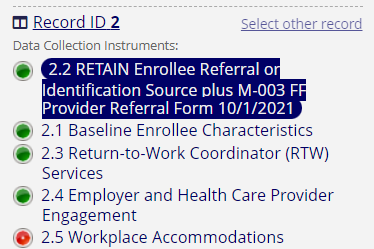 Record ID 2 Select other record
Data Collection Instruments:
2.2 RETAIN Enrollee Referral or
Identification Source plus M-003 FF
Provider Referral Form 10/1/2021
2.1 Baseline Enrollee Characteristics
2.3 Return-to-Work Coordinator (RTW)
Services
2.4 Employer and Health Care Provider
Engagement
2.5 Workplace Accommodations